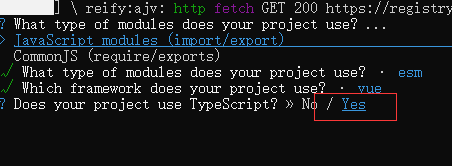 ] \ reify:ajv: http fetch GET 200 https://registry
? What type of modules does your project use? ...
> JavaScript modules (import/export)
CommonJS (require/exports)
√ What type of modules does your project use? · esm
√ Which framework does your project use? · vue
? Does your project use TypeScript? » No / Yes